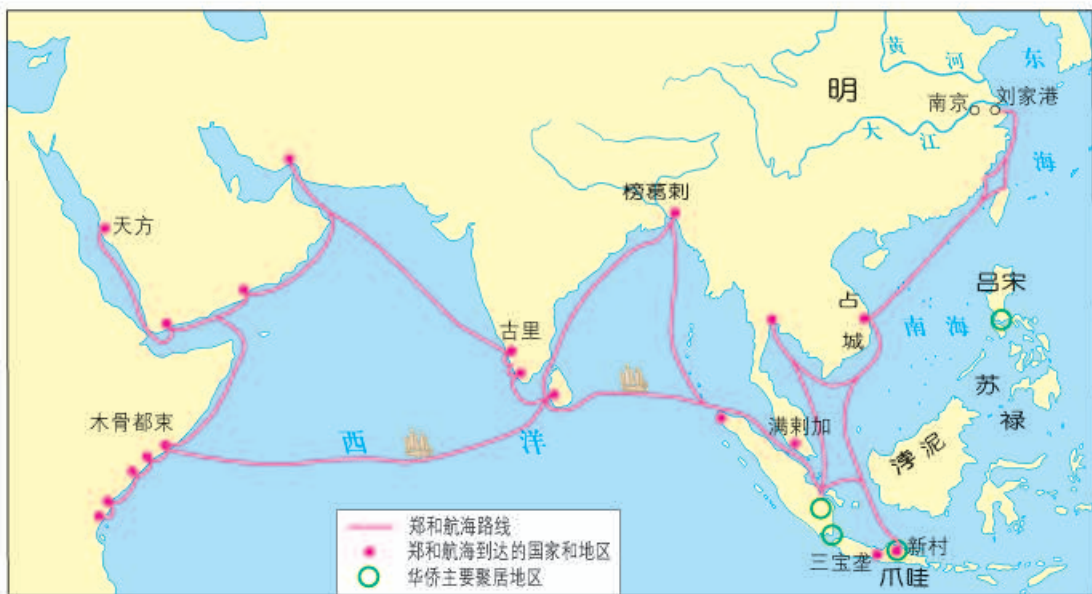 黄河
东海
明
南京
刘家港
大江
榜葛剌
天方
占城
吕宋
南海
古里
苏禄
木骨都束
满剌加
浡泥
西洋
新村
三宝垄
爪哇
郑和航海路线
郑和航海到达的国家和地区
华侨主要聚居地区